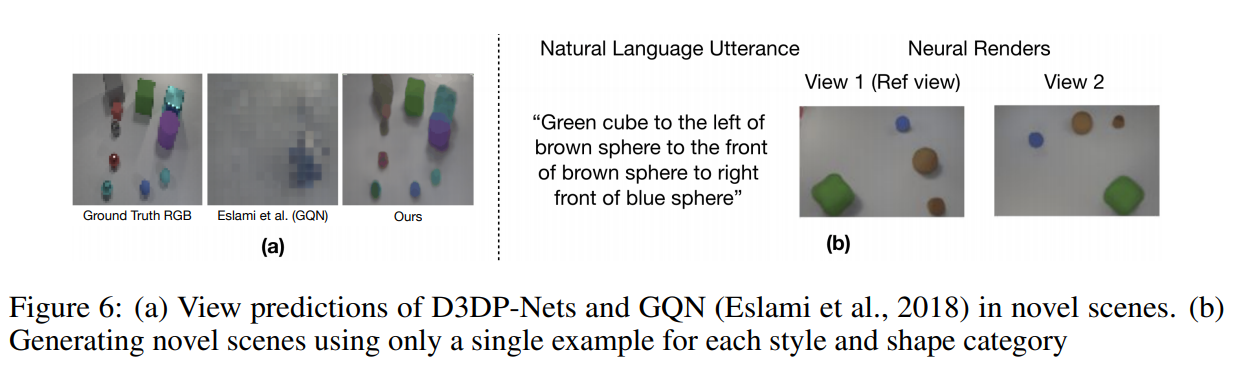 Natural Language Utterance
Neural Renders
View 1 (Ref view)
View 2
“Green cube to the left of
brown sphere to the front
of brown sphere to right
front of blue sphere”
Ground Truth RGB
Eslami et al. (GQN)
Ours
(a)
(b)
Figure 6: (a) View predictions of D3DP-Nets and GQN (Eslami et al., 2018) in novel scenes. (b)
Generating novel scenes using only a single example for each style and shape category